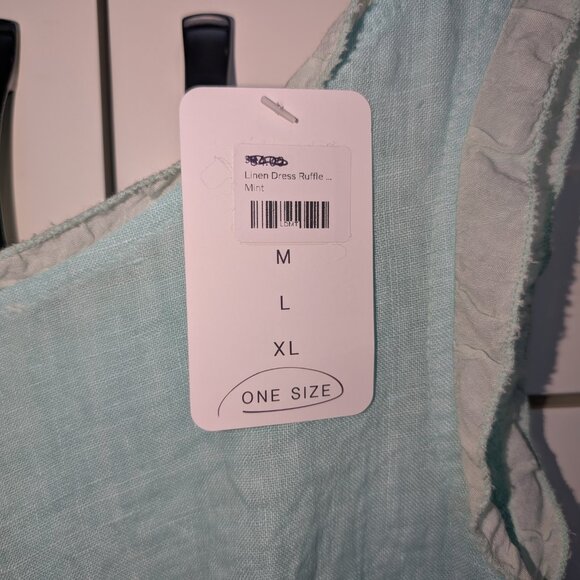 Linen Dress Ruffle ...
Mint
M
L
XL
ONE SIZE